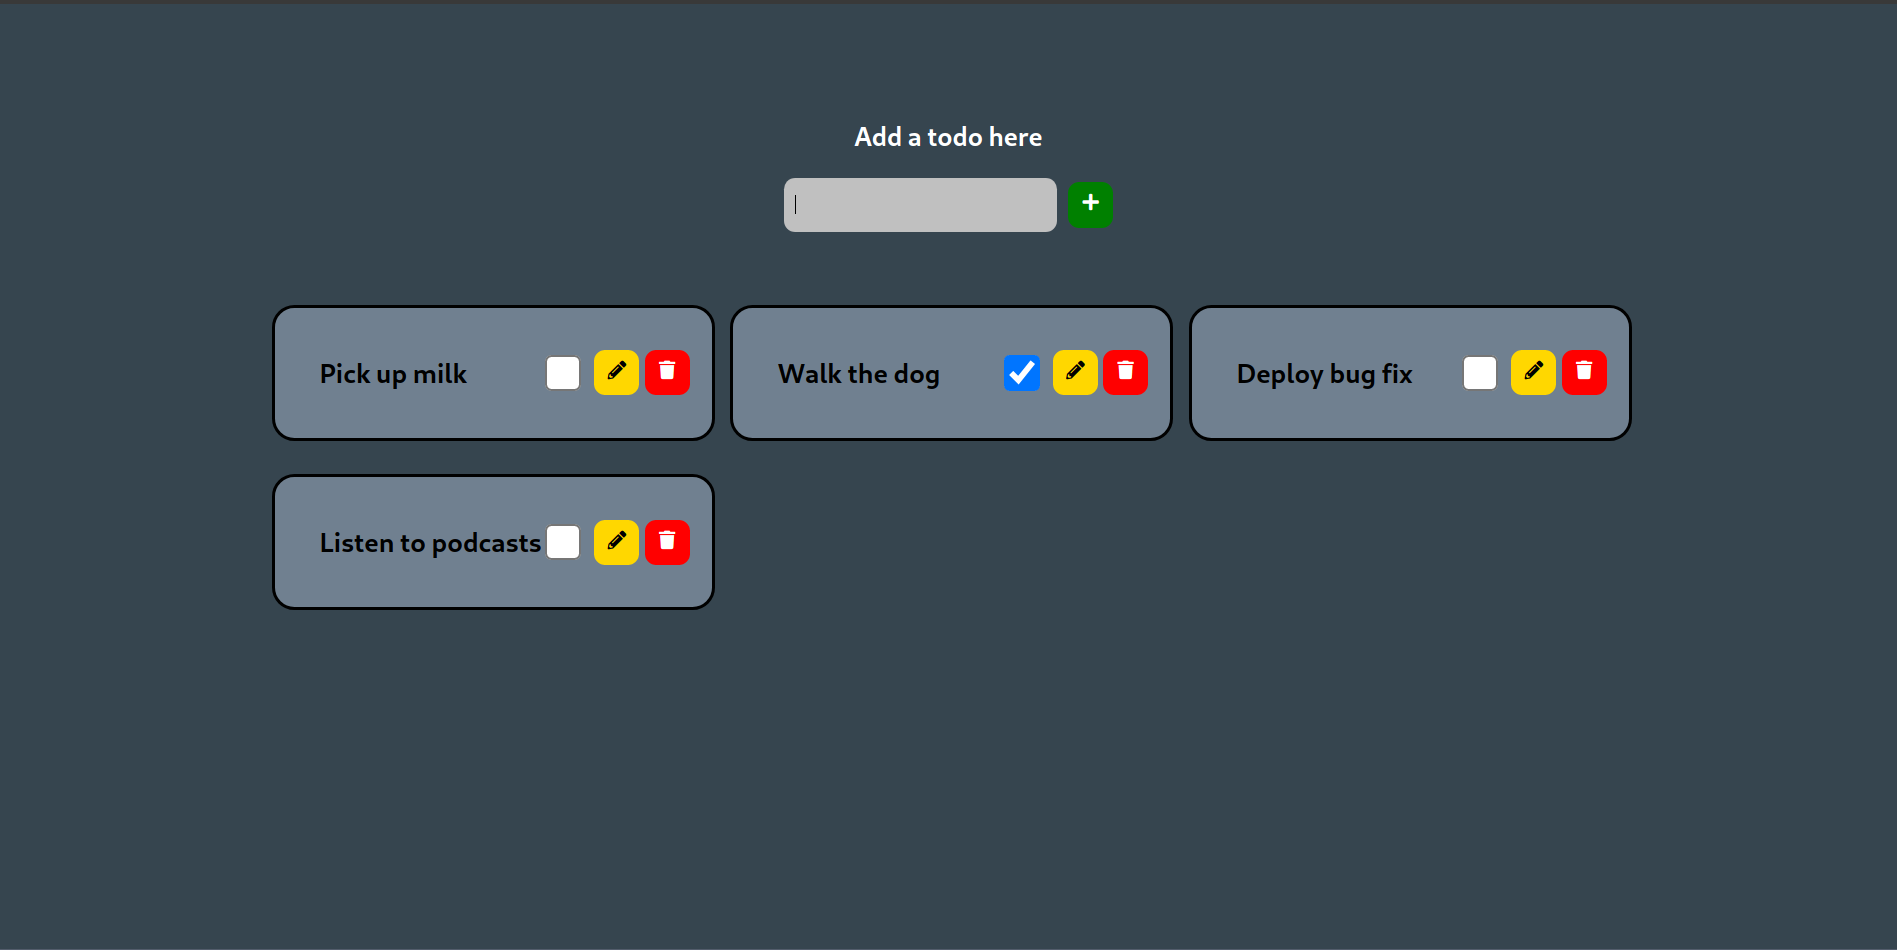 Add a todo here
+
Pick up milk
Walk the dog
Deploy bug fix
Listen to podcasts